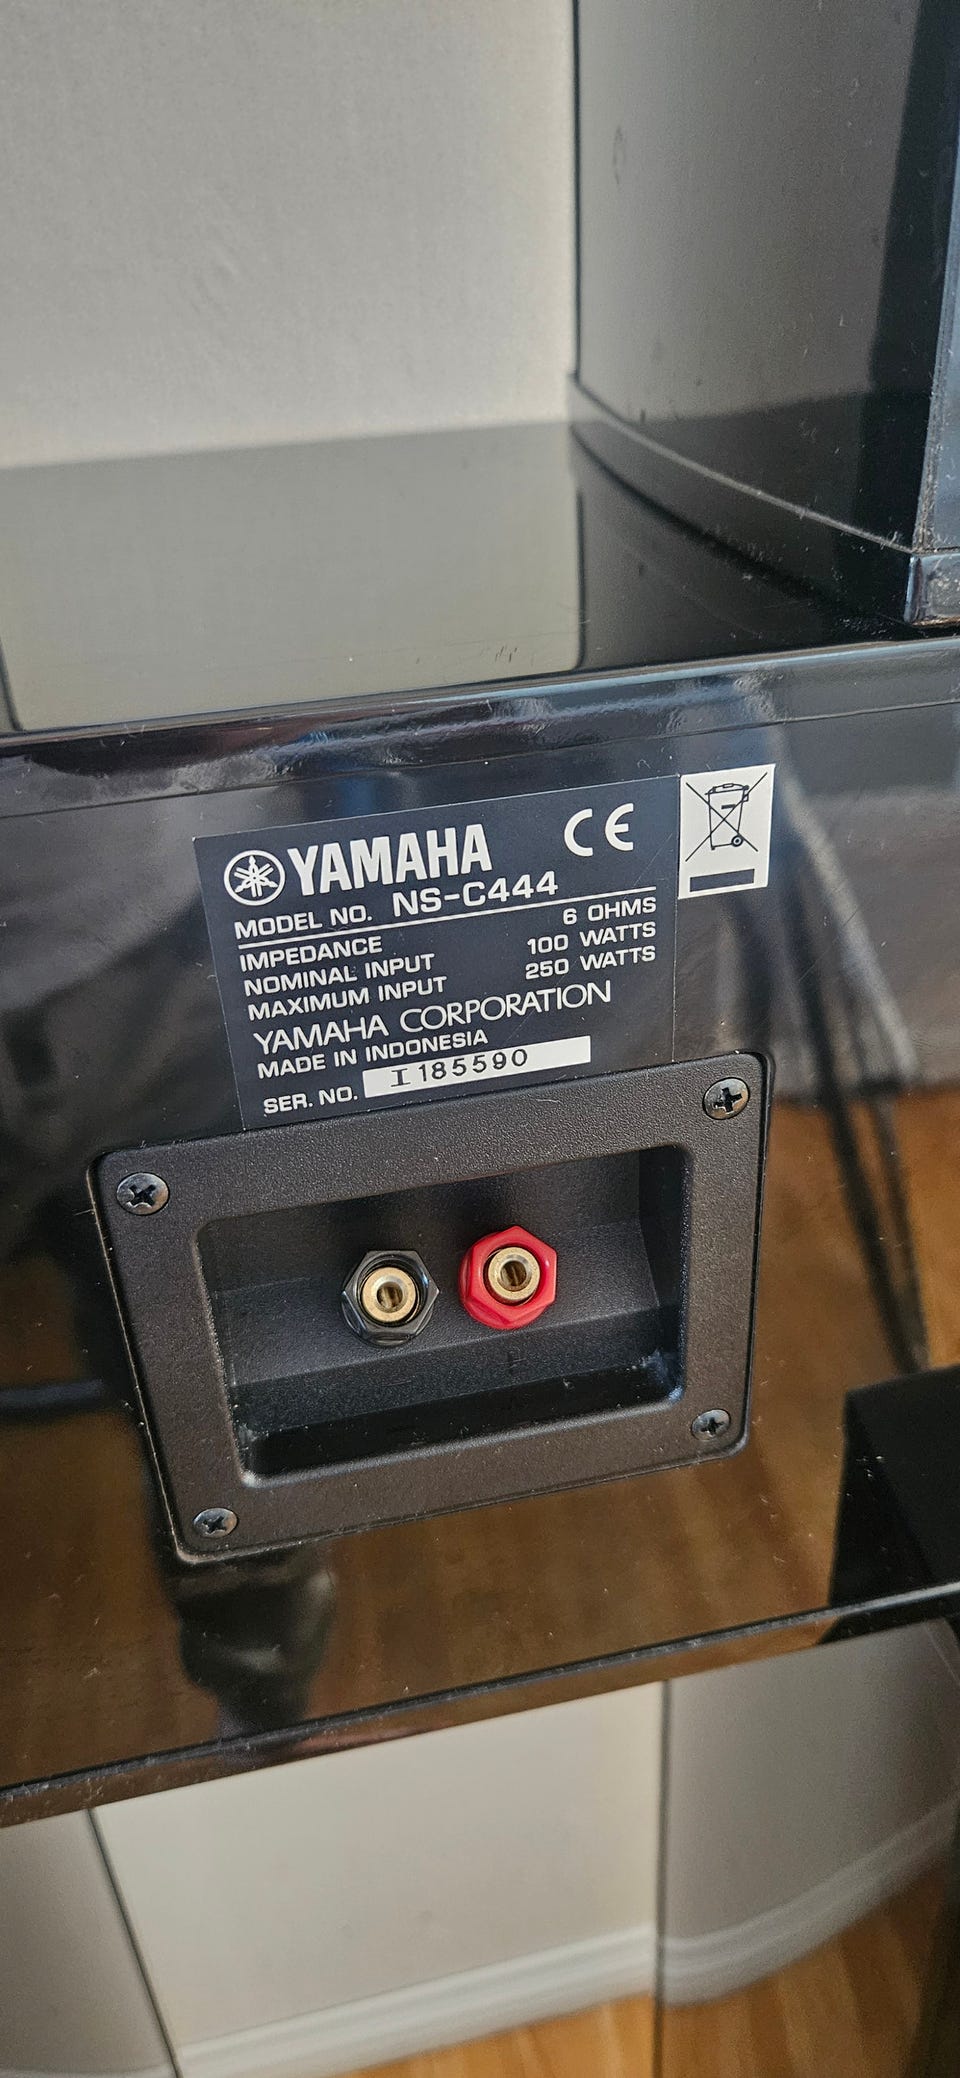 YAMAHA CE
MODEL NO. NS-C444
IMPEDANCE 6 OHMS
NOMINAL INPUT 100 WATTS
MAXIMUM INPUT 250 WATTS
YAMAHA CORPORATION
MADE IN INDONESIA
SER. NO. I185590